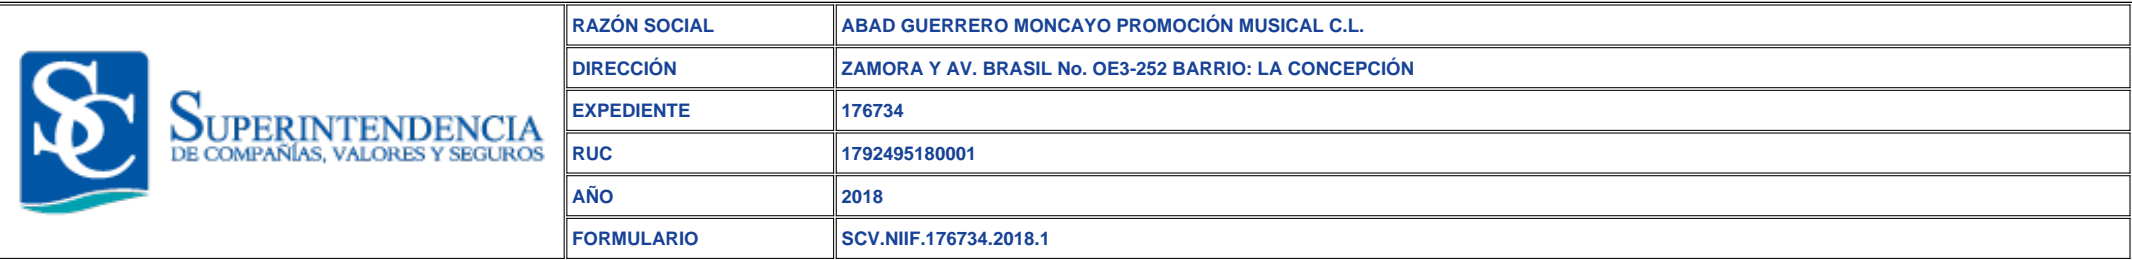 SC
SUPERINTENDENCIA
DE COMPAÑÍAS, VALORES Y SEGUROS
RAZÓN SOCIAL ABAD GUERRERO MONCAYO PROMOCIÓN MUSICAL C.L.
DIRECCIÓN ZAMORA Y AV. BRASIL No. OE3-252 BARRIO: LA CONCEPCIÓN
EXPEDIENTE 176734
RUC 1792495180001
AÑO 2018
FORMULARIO SCV.NIIF.176734.2018.1